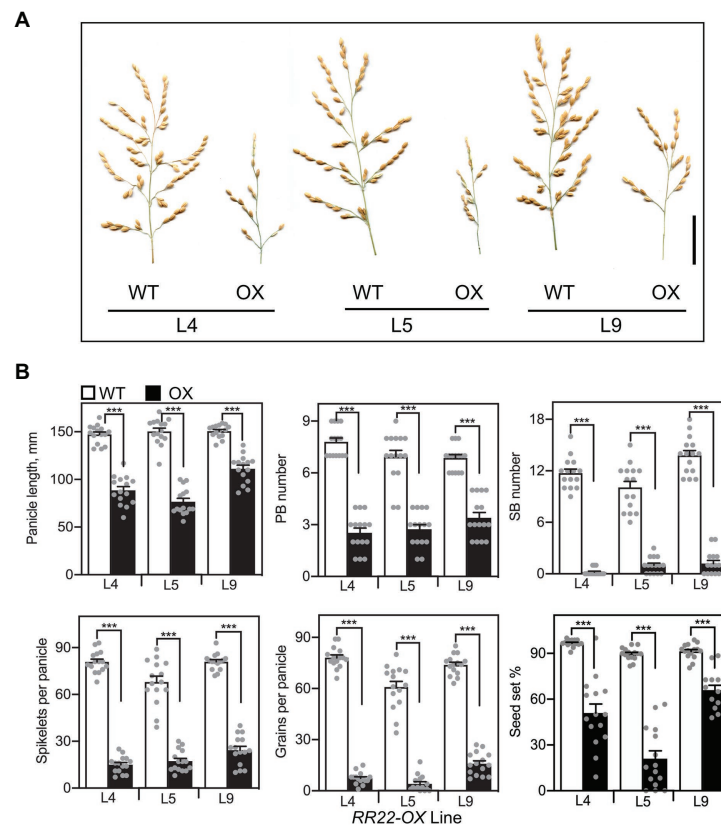 A
WT OX WT OX WT OX
L4 L5 L9
B
WT OX
Panicle length, mm
150
100
50
0
***
***
***
L4 L5 L9
PB number
9
6
3
0
***
***
***
L4 L5 L9
SB number
18
12
6
0
***
***
***
L4 L5 L9
Spikelets per panicle
90
60
30
0
***
***
***
L4 L5 L9
Grains per panicle
90
60
30
0
***
***
***
L4 L5 L9
Seed set %
90
60
30
0
***
***
***
L4 L5 L9
RR22-OX Line